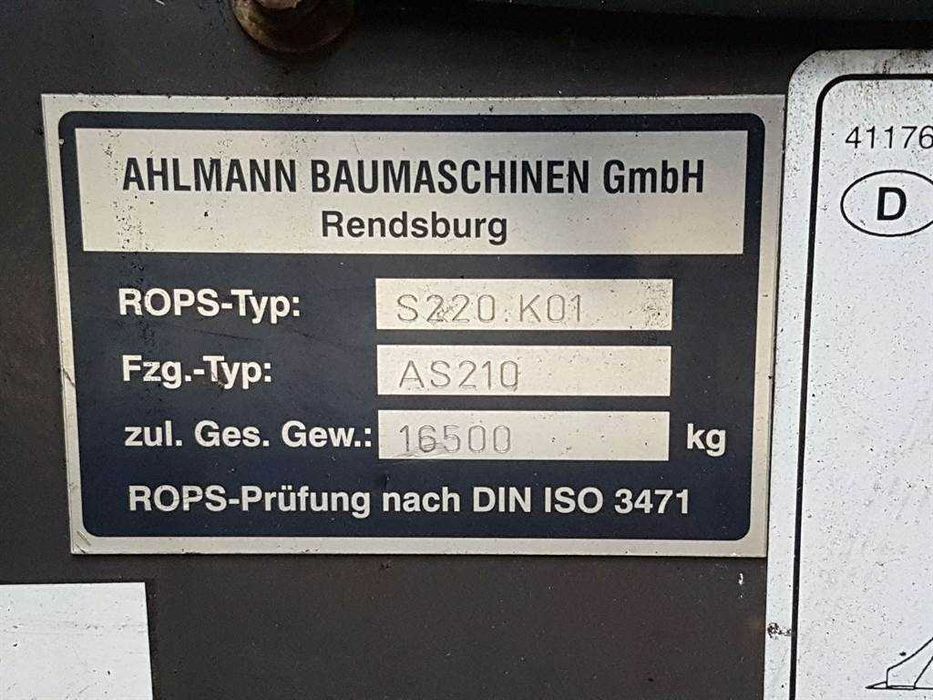 AHLMANN BAUMASCHINEN GmbH
Rendsburg
ROPS-Typ: S220.K01
Fzg.-Typ: AS210
zul. Ges. Gew.: 16500 kg
ROPS-Prüfung nach DIN ISO 3471
41176
D